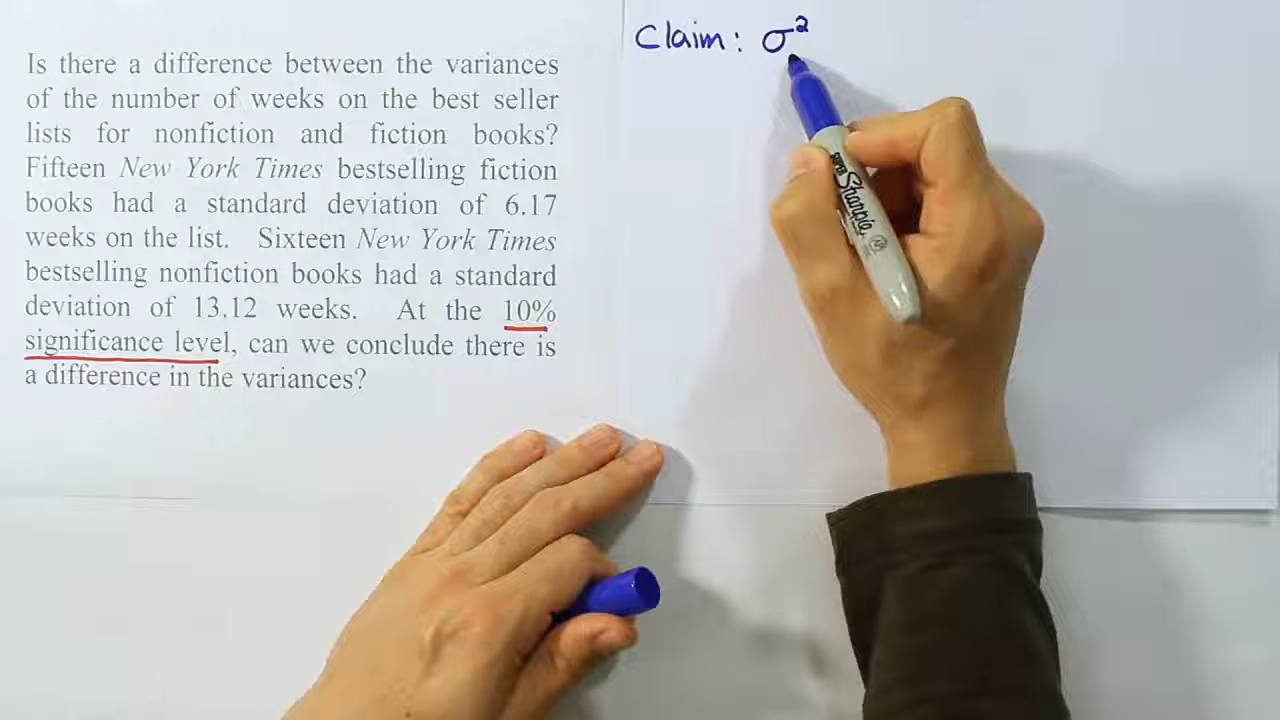 Is there a difference between the variances
of the number of weeks on the best seller
lists for nonfiction and fiction books?
Fifteen New York Times bestselling fiction
books had a standard deviation of 6.17
weeks on the list. Sixteen New York Times
bestselling nonfiction books had a standard
deviation of 13.12 weeks. At the 10%
significance level, can we conclude there is
a difference in the variances?
Claim: σ²
SUPER Sharpie